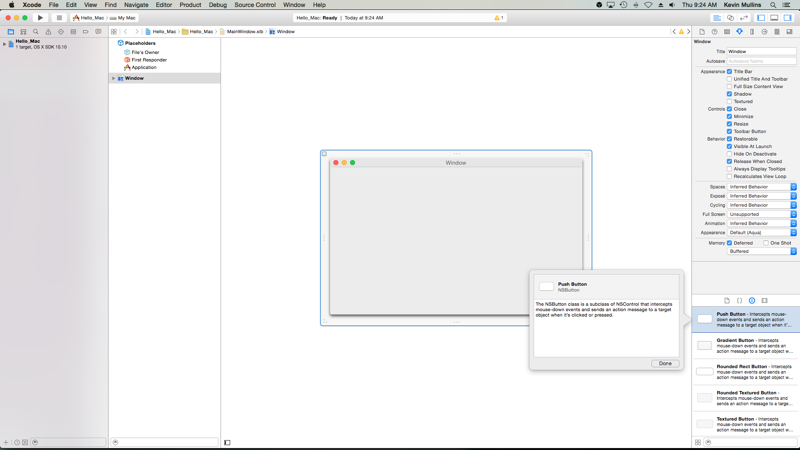 Xcode File Edit View Find Navigate Editor Product Debug Source Control Window Help
Thu 9:24 AM Kevin Mullins
Hello_Mac My Mac
Hello_Mac: Ready | Today at 9:24 AM
1
Hello_Mac
1 target, OS X SDK 10.10
Hello_Mac Hello_Mac MainWindow.xib Window
Placeholders
File's Owner
First Responder
Application
Window
Window
Push Button
NSButton
The NSButton class is a subclass of NSControl that intercepts
mouse-down events and sends an action message to a target
object when it's clicked or pressed.
Done
Window
Title Window
Autosave Autosave Name
Appearance Title Bar
Unified Title And Toolbar
Full Size Content View
Shadow
Textured
Controls Close
Minimize
Resize
Toolbar Button
Behavior Restorable
Visible At Launch
Hide On Deactivate
Release When Closed
Always Display Tooltips
Recalculates View Loop
Spaces Inferred Behavior
Exposé Inferred Behavior
Cycling Inferred Behavior
Full Screen Unsupported
Animation Inferred Behavior
Appearance Default (Aqua)
Memory Deferred One Shot
Buffered
Push Button - Intercepts mouse-
down events and sends an action
message to a target object when it'...
Gradient Button - Intercepts
mouse-down events and sends an
action message to a target object w...
Rounded Rect Button - Intercepts
mouse-down events and sends an
action message to a target object w...
Rounded Textured Button -
Intercepts mouse-down events and
sends an action message to a targe...
Textured Button - Intercepts
mouse-down events and sends an
action message to a target object w...